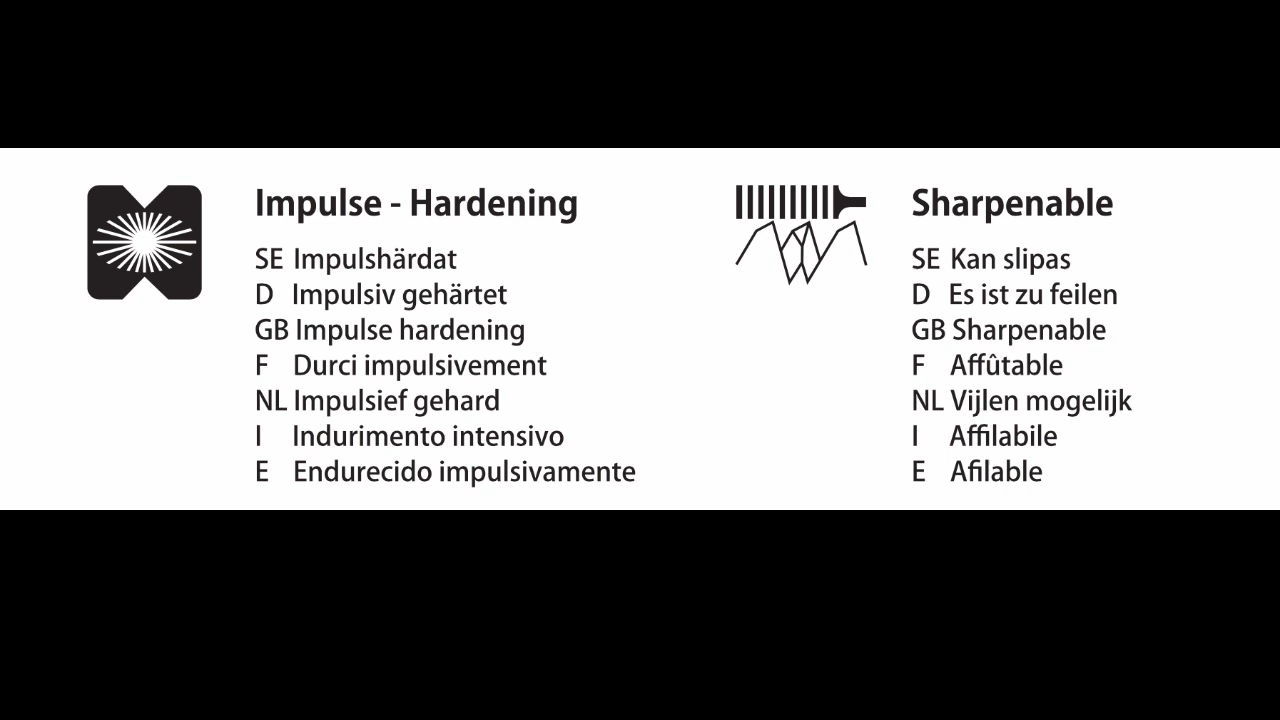 Impulse - Hardening
SE Impulshärdat
D Impulsiv gehärtet
GB Impulse hardening
F Durci impulsivement
NL Impulsief gehard
I Indurimento intensivo
E Endurecido impulsivamente
Sharpenable
SE Kan slipas
D Es ist zu feilen
GB Sharpenable
F Affûtable
NL Vijlen mogelijk
I Affilabile
E Afilable